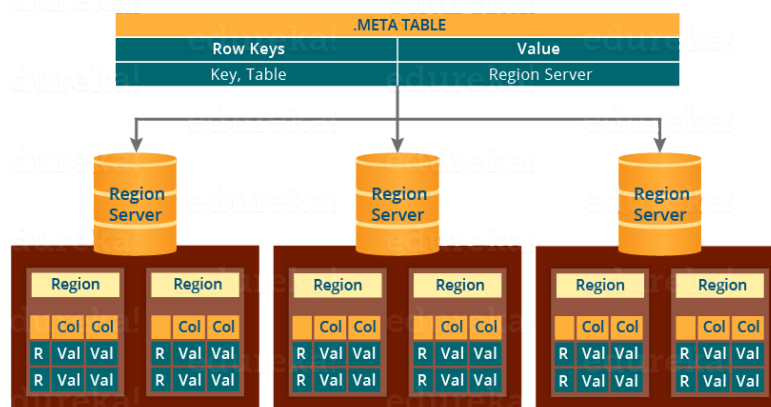 .META TABLE
Row Keys Value
Key, Table Region Server
Region Server Region Server Region Server
Region Region Region Region Region Region
Col Col Col Col Col Col Col Col Col Col Col Col
R Val Val R Val Val R Val Val R Val Val R Val Val R Val Val
R Val Val R Val Val R Val Val R Val Val R Val Val R Val Val
edureka!